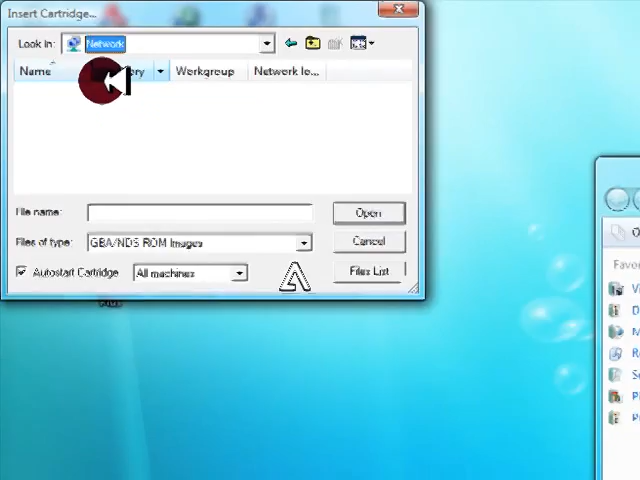 Insert Cartridge...
Look in: Network
Name Workgroup Network lo...
File name: Open
Files of type: GBA/NDS ROM Images Cancel
Autostart Cartridge All machines Files List
Favor